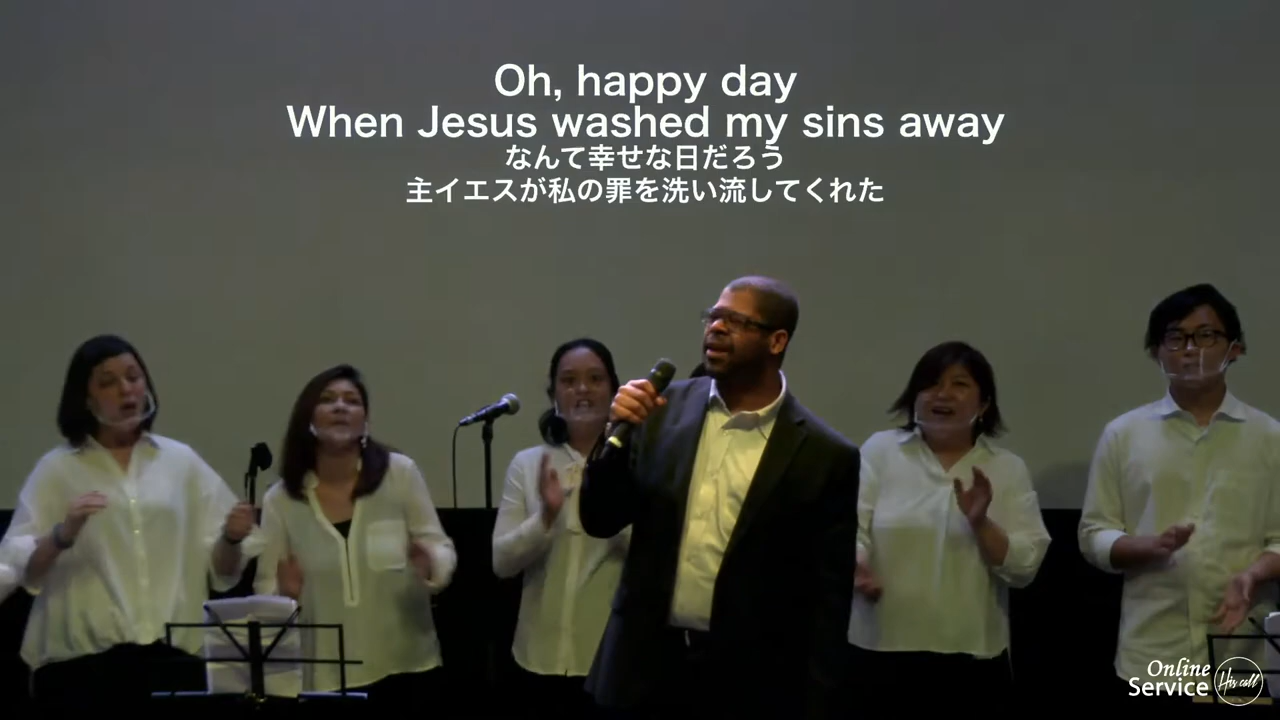 Oh, happy day
When Jesus washed my sins away
なんて幸せな日だろう
主イエスが私の罪を洗い流してくれた
Online
Service
His call